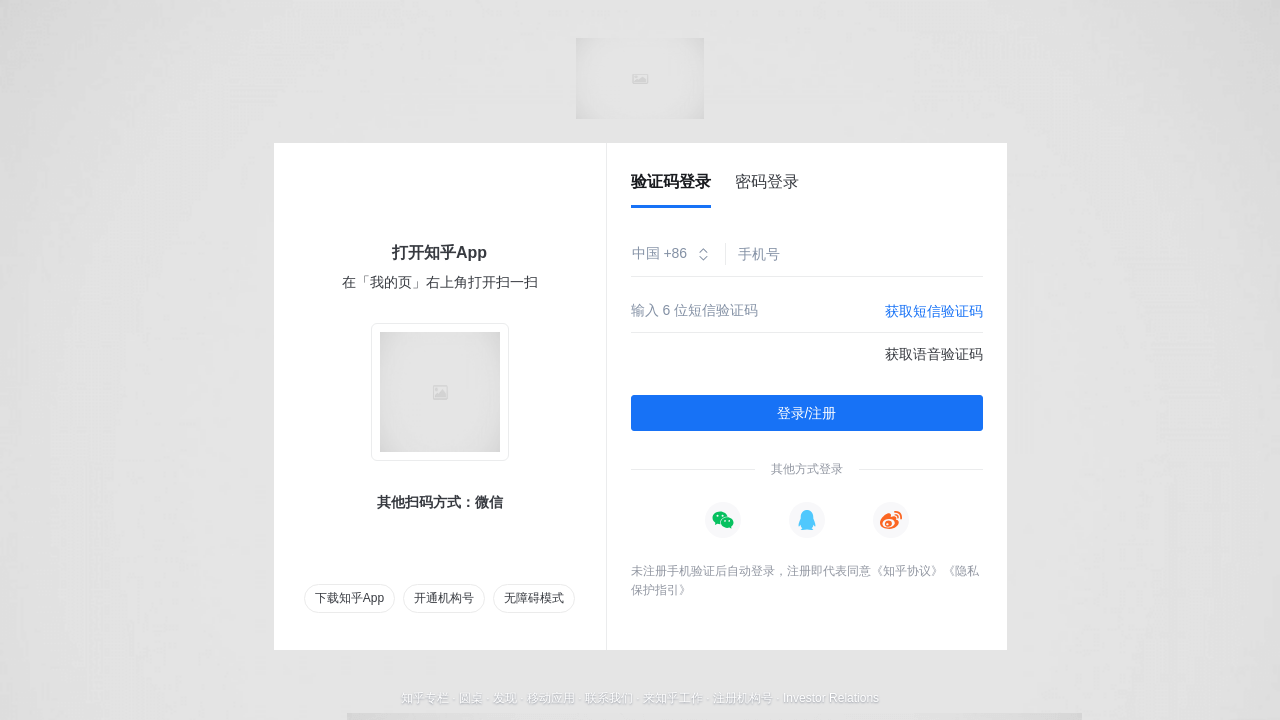 打开知乎App
在「我的页」右上角打开扫一扫
其他扫码方式：微信
下载知乎App
开通机构号
无障碍模式
验证码登录
密码登录
中国 +86
手机号
输入 6 位短信验证码
获取短信验证码
获取语音验证码
登录/注册
其他方式登录
未注册手机验证后自动登录，注册即代表同意《知乎协议》《隐私
保护指引》
知乎专栏 · 圆桌 · 发现 · 移动应用 · 联系我们 · 来知乎工作 · 注册机构号 · Investor Relations